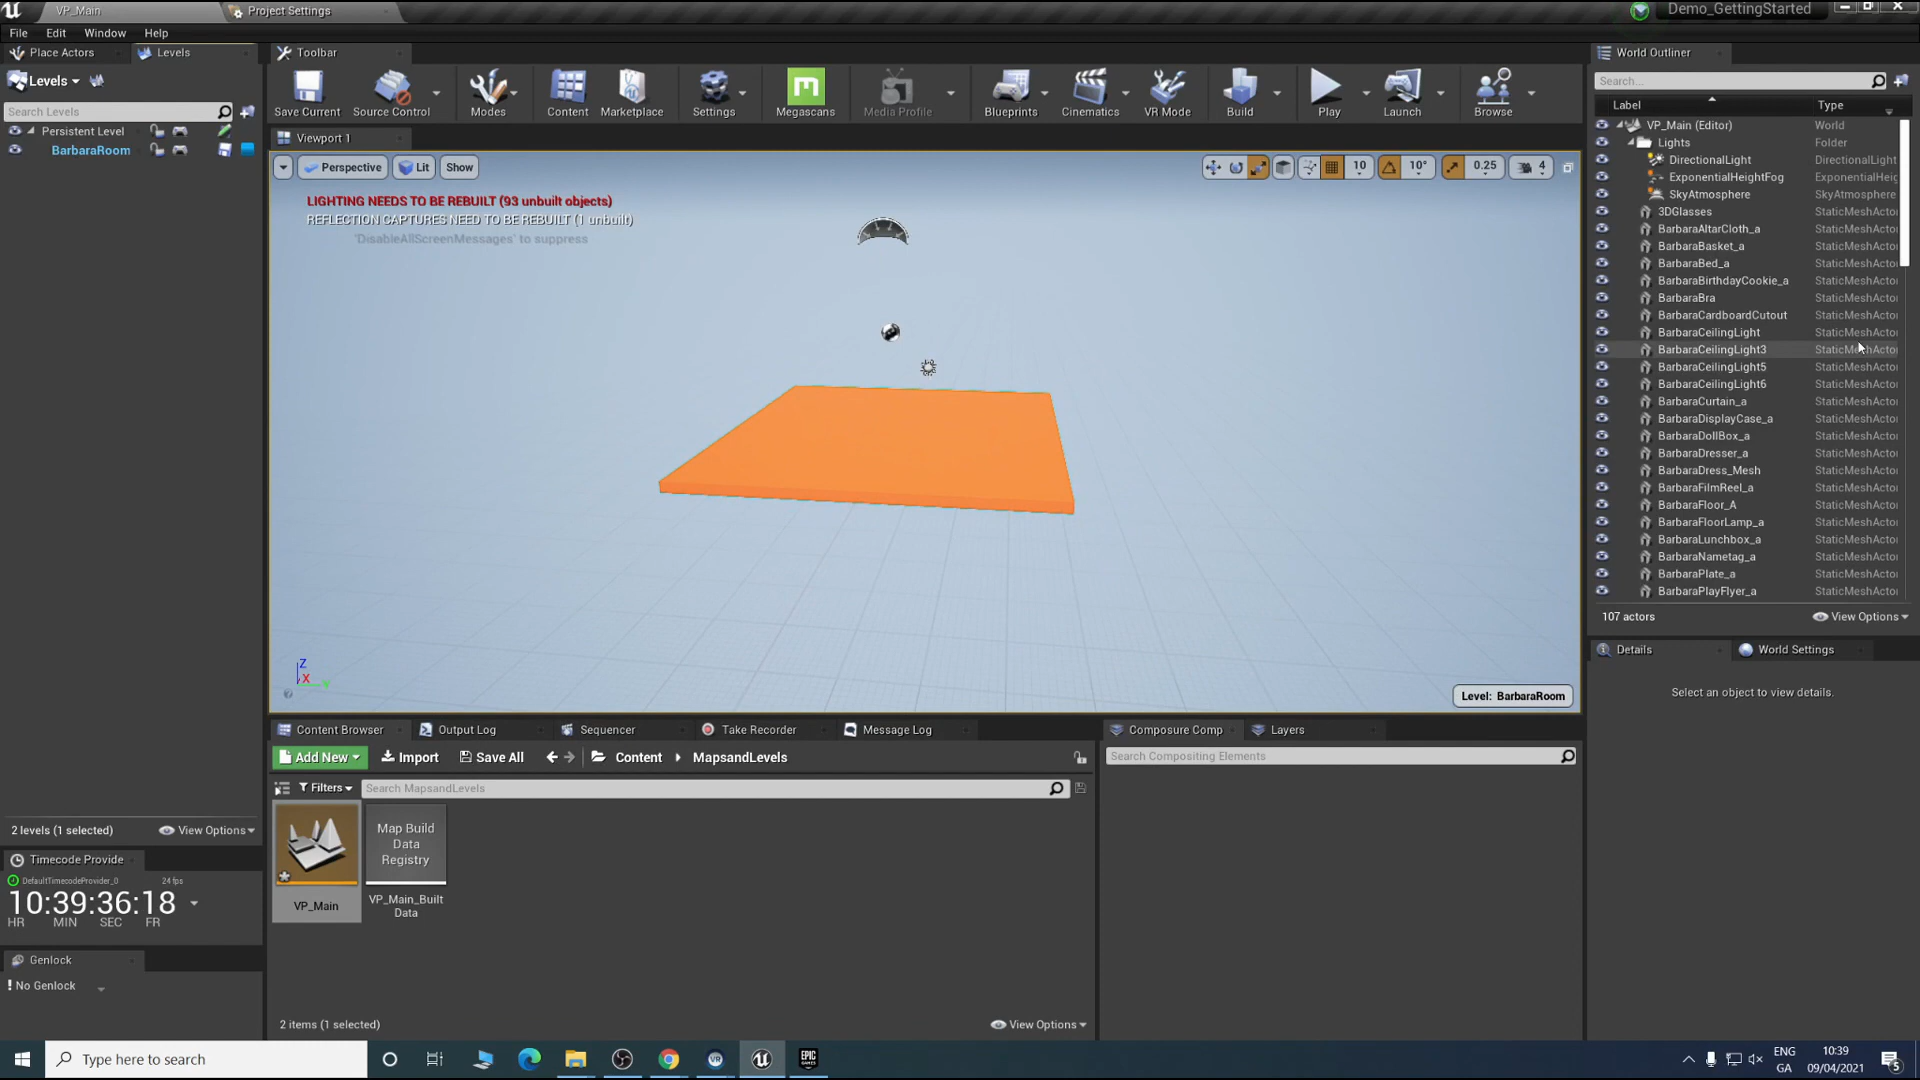 VP_Main
Project Settings
Demo_GettingStarted
File Edit Window Help
Place Actors
Levels
Toolbar
World Outliner
Levels
Save Current
Source Control
Modes
Content
Marketplace
Settings
Megascans
Media Profile
Blueprints
Cinematics
VR Mode
Build
Play
Launch
Browse
Search Levels
Persistent Level
BarbaraRoom
Viewport 1
Perspective
Lit
Show
10
10°
0.25
4
LIGHTING NEEDS TO BE REBUILT (93 unbuilt objects)
REFLECTION CAPTURES NEED TO BE REBUILT (1 unbuilt)
'DisableAllScreenMessages' to suppress
Z
X
Y
Level: BarbaraRoom
Search...
Label Type
VP_Main (Editor) World
Lights Folder
DirectionalLight DirectionalLight
ExponentialHeightFog ExponentialHeig
SkyAtmosphere SkyAtmosphere
3DGlasses StaticMeshActor
BarbaraAltarCloth_a StaticMeshActor
BarbaraBasket_a StaticMeshActor
BarbaraBed_a StaticMeshActor
BarbaraBirthdayCookie_a StaticMeshActor
BarbaraBra StaticMeshActor
BarbaraCardboardCutout StaticMeshActor
BarbaraCeilingLight StaticMeshActor
BarbaraCeilingLight3 StaticMeshActor
BarbaraCeilingLight5 StaticMeshActor
BarbaraCeilingLight6 StaticMeshActor
BarbaraCurtain_a StaticMeshActor
BarbaraDisplayCase_a StaticMeshActor
BarbaraDollBox_a StaticMeshActor
BarbaraDresser_a StaticMeshActor
BarbaraDress_Mesh StaticMeshActor
BarbaraFilmReel_a StaticMeshActor
BarbaraFloor_A StaticMeshActor
BarbaraFloorLamp_a StaticMeshActor
BarbaraLunchbox_a StaticMeshActor
BarbaraNametag_a StaticMeshActor
BarbaraPlate_a StaticMeshActor
BarbaraPlayFlyer_a StaticMeshActor
107 actors
View Options
Details
World Settings
Select an object to view details.
2 levels (1 selected)
View Options
Timecode Provide
DefaultTimecodeProvider_0 24 fps
10:39:36:18
HR MIN SEC FR
Genlock
No Genlock
Content Browser
Output Log
Sequencer
Take Recorder
Message Log
Add New
Import
Save All
Content
MapsandLevels
Filters
Search MapsandLevels
VP_Main
Map Build
Data
Registry
VP_Main_Built
Data
2 items (1 selected)
View Options
Composure Comp
Layers
Search Compositing Elements
Type here to search
EPIC
GAMES
VR
ENG
GA
10:39
09/04/2021
5